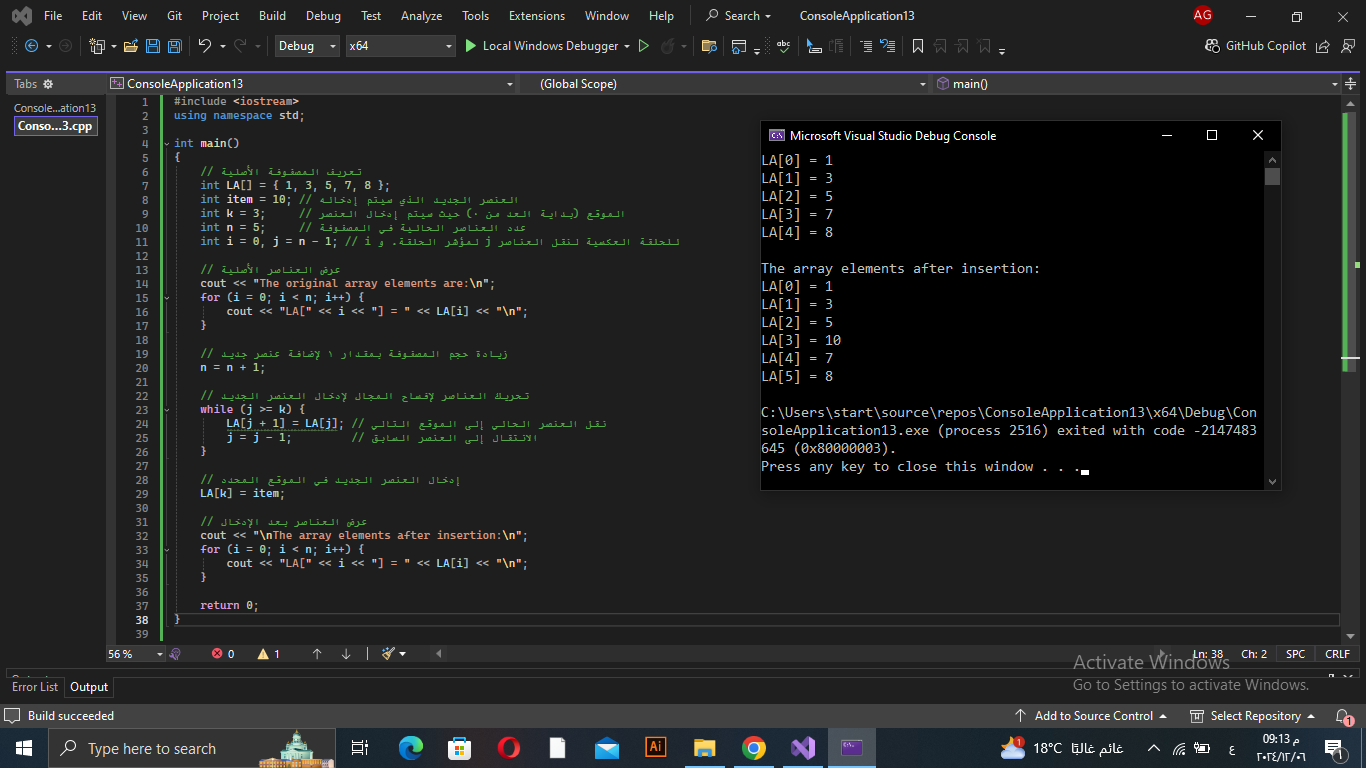 File Edit View Git Project Build Debug Test Analyze Tools Extensions Window Help Search ConsoleApplication13 AG
Debug x64 Local Windows Debugger GitHub Copilot
Tabs ConsoleApplication13 (Global Scope) main()
Console...ation13
Conso...3.cpp
1 #include <iostream>
2 using namespace std;
3
4 int main()
5 {
6 // تعريف المصفوفة الأصلية
7 int LA[] = { 1, 3, 5, 7, 8 };
8 int item = 10; // العنصر الجديد الذي سيتم إدخاله
9 int k = 3; // الموقع (بداية العد من ٠) حيث سيتم إدخال العنصر
10 int n = 5; // عدد العناصر الحالية في المصفوفة
11 int i = 0, j = n - 1; // i لمؤشر الحلقة. و j للحلقة العكسية لنقل العناصر
12
13 // عرض العناصر الأصلية
14 cout << "The original array elements are:\n";
15 for (i = 0; i < n; i++) {
16 cout << "LA[" << i << "] = " << LA[i] << "\n";
17 }
18
19 // زيادة حجم المصفوفة بمقدار ١ لإضافة عنصر جديد
20 n = n + 1;
21
22 // تحريك العناصر لإفساح المجال لإدخال العنصر الجديد
23 while (j >= k) {
24 LA[j + 1] = LA[j]; // نقل العنصر الحالي إلى الموقع التالي
25 j = j - 1; // الانتقال إلى العنصر السابق
26 }
27
28 // إدخال العنصر الجديد في الموقع المحدد
29 LA[k] = item;
30
31 // عرض العناصر بعد الإدخال
32 cout << "\nThe array elements after insertion:\n";
33 for (i = 0; i < n; i++) {
34 cout << "LA[" << i << "] = " << LA[i] << "\n";
35 }
36
37 return 0;
38 }
39
Microsoft Visual Studio Debug Console
LA[0] = 1
LA[1] = 3
LA[2] = 5
LA[3] = 7
LA[4] = 8
The array elements after insertion:
LA[0] = 1
LA[1] = 3
LA[2] = 5
LA[3] = 10
LA[4] = 7
LA[5] = 8
C:\Users\start\source\repos\ConsoleApplication13\x64\Debug\Con
soleApplication13.exe (process 2516) exited with code -2147483
645 (0x80000003).
Press any key to close this window . . .
56 % 0 1 Ln: 38 Ch: 2 SPC CRLF
Activate Windows
Go to Settings to activate Windows.
Error List Output
Build succeeded Add to Source Control Select Repository 1
Type here to search Ai 1 18°C غائم غالبًا ع 09:13 م 1
٢٠٢٤/١٢/٠٦